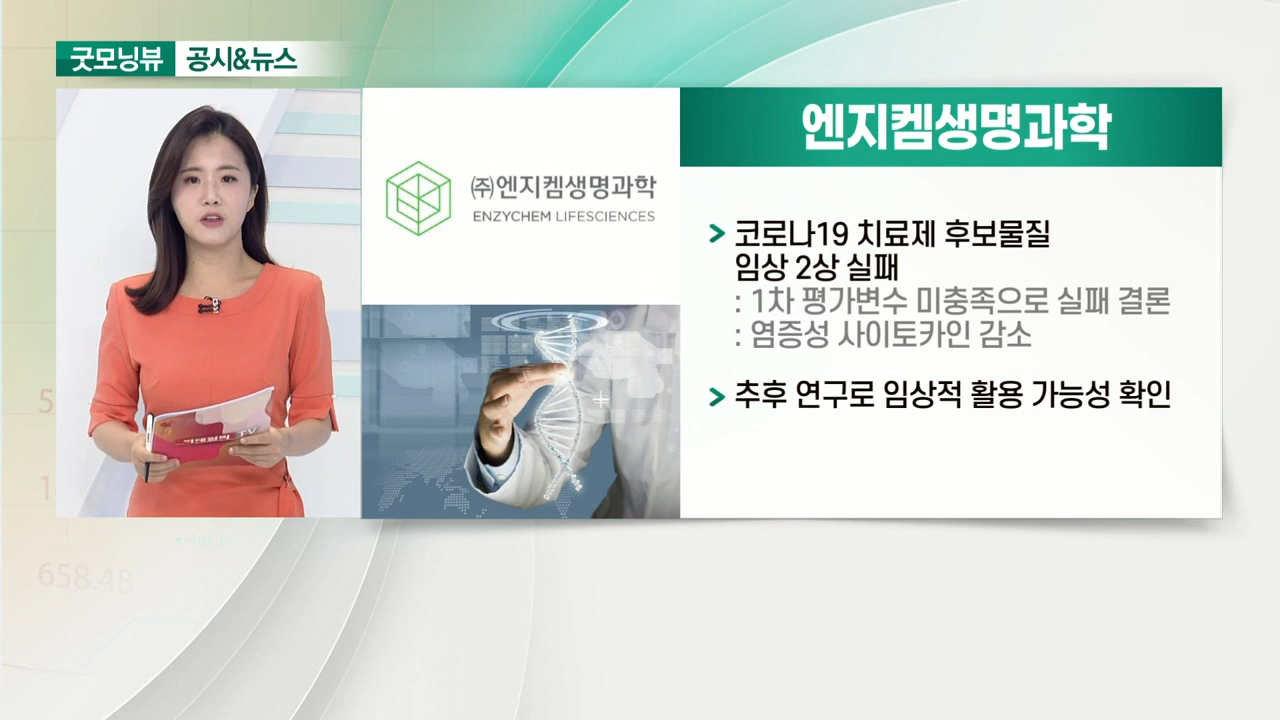 굿모닝뷰 공시&뉴스
엔지켐생명과학
㈜엔지켐생명과학
ENZYCHEM LIFESCIENCES
코로나19 치료제 후보물질
임상 2상 실패
: 1차 평가변수 미충족으로 실패 결론
: 염증성 사이토카인 감소
추후 연구로 임상적 활용 가능성 확인
658.48